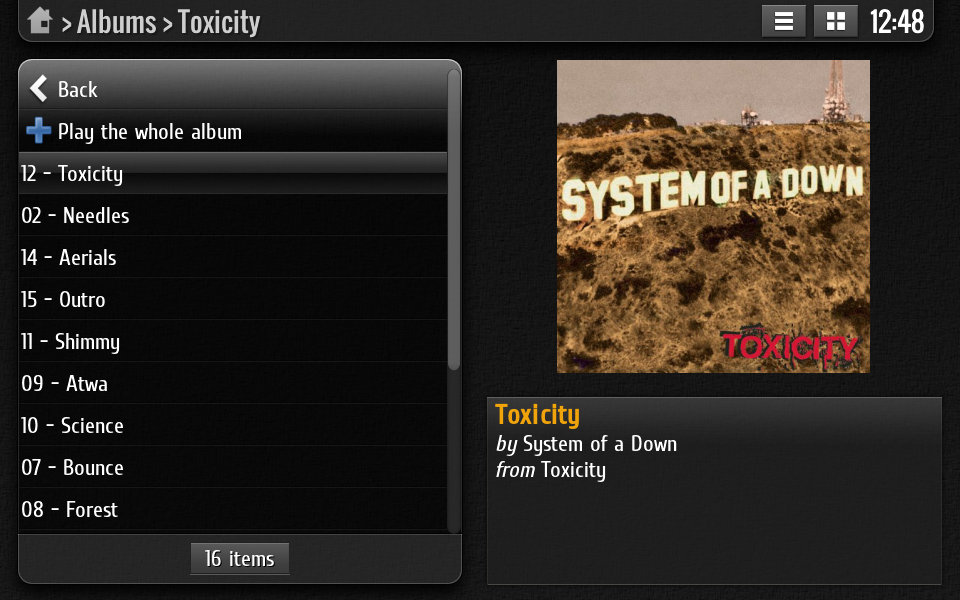 > Albums > Toxicity
12:48
Back
Play the whole album
12 - Toxicity
02 - Needles
14 - Aerials
15 - Outro
11 - Shimmy
09 - Atwa
10 - Science
07 - Bounce
08 - Forest
16 items
SYSTEM OF A DOWN
TOXICITY
Toxicity
by System of a Down
from Toxicity